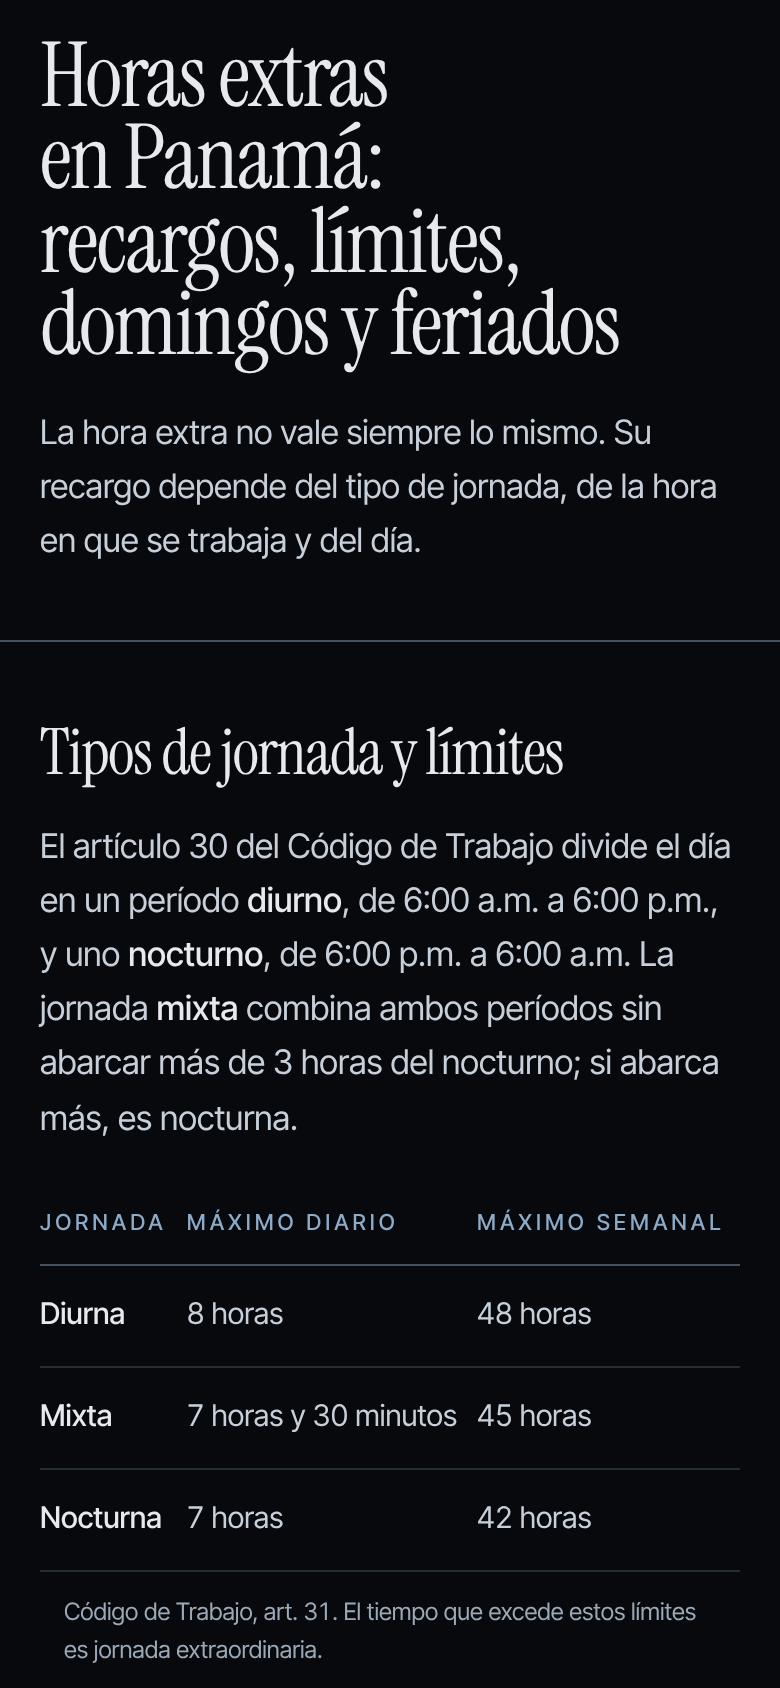 Horas extras
en Panamá:
recargos, límites,
domingos y feriados
La hora extra no vale siempre lo mismo. Su
recargo depende del tipo de jornada, de la hora
en que se trabaja y del día.
Tipos de jornada y límites
El artículo 30 del Código de Trabajo divide el día
en un período diurno, de 6:00 a.m. a 6:00 p.m.,
y uno nocturno, de 6:00 p.m. a 6:00 a.m. La
jornada mixta combina ambos períodos sin
abarcar más de 3 horas del nocturno; si abarca
más, es nocturna.
JORNADA MÁXIMO DIARIO MÁXIMO SEMANAL
Diurna 8 horas 48 horas
Mixta 7 horas y 30 minutos 45 horas
Nocturna 7 horas 42 horas
Código de Trabajo, art. 31. El tiempo que excede estos límites
es jornada extraordinaria.